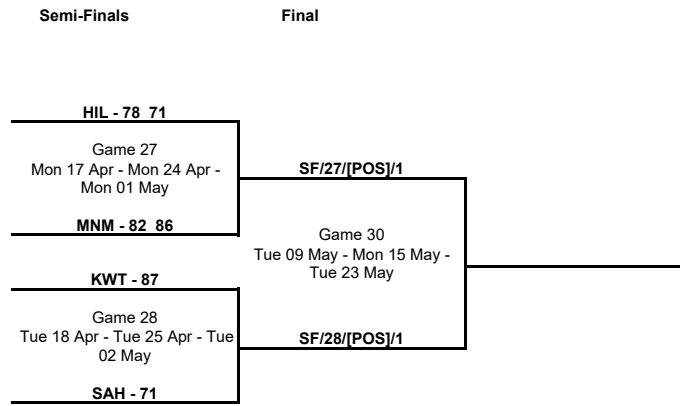 Semi-Finals Final
HIL - 78 71
Game 27
Mon 17 Apr - Mon 24 Apr -
Mon 01 May
SF/27/[POS]/1
MNM - 82 86
Game 30
Tue 09 May - Mon 15 May -
Tue 23 May
KWT - 87
Game 28
Tue 18 Apr - Tue 25 Apr - Tue
02 May
SF/28/[POS]/1
SAH - 71